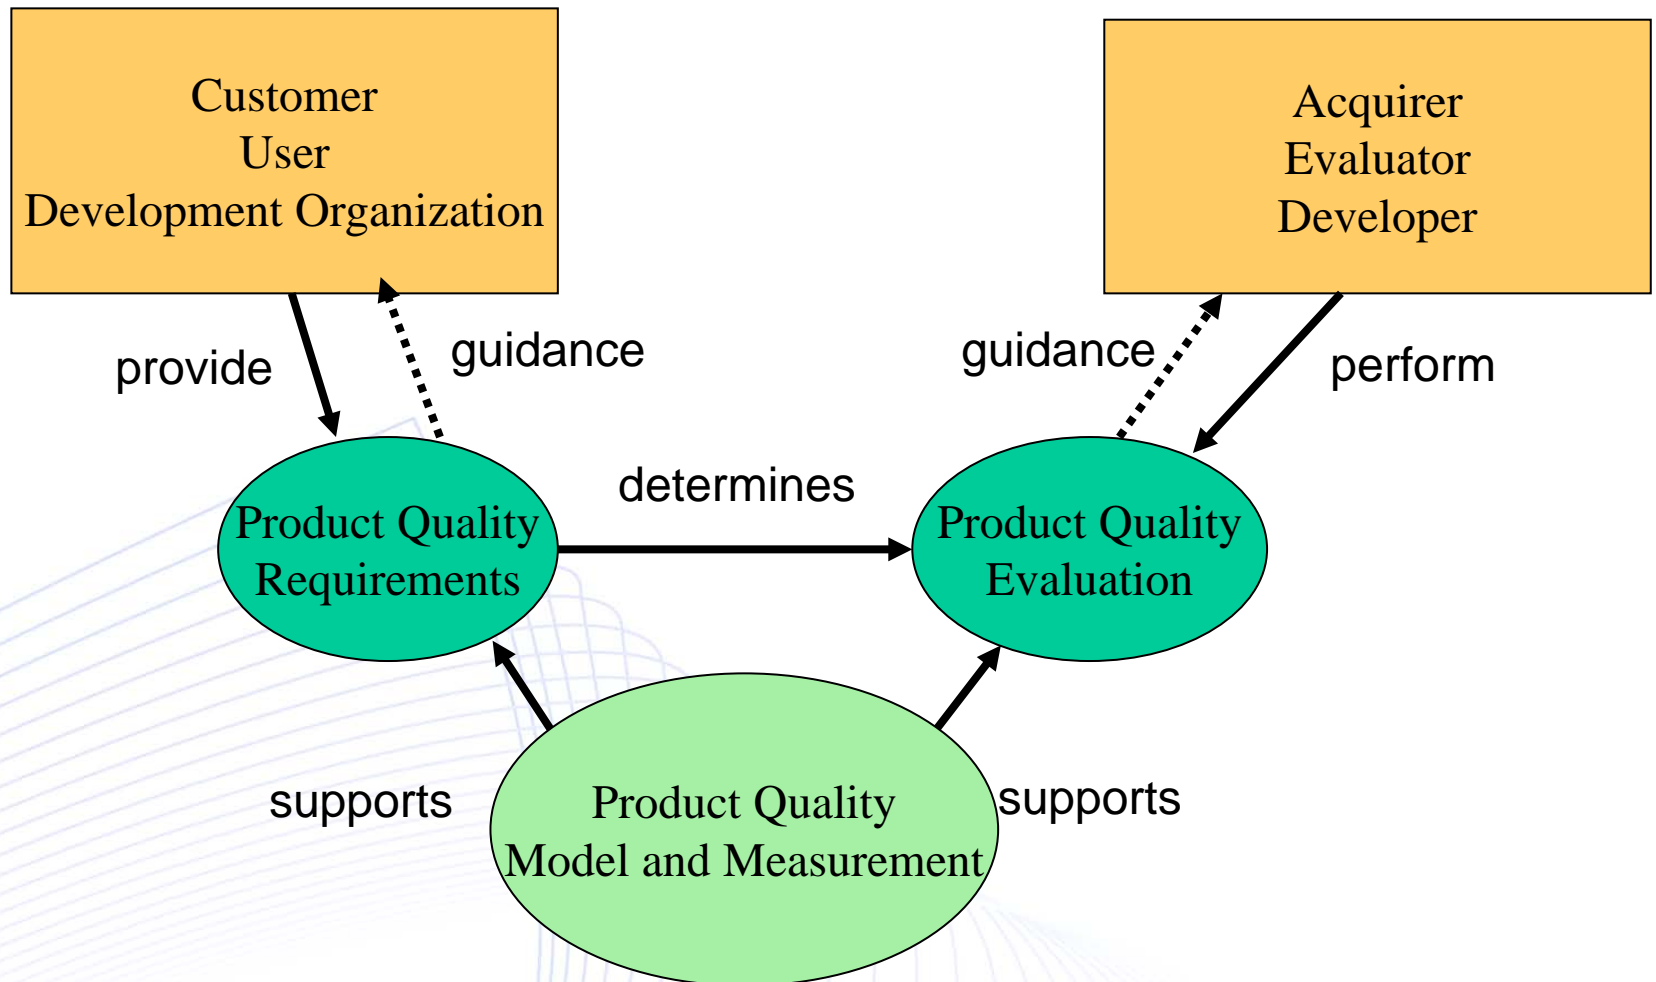 Customer
User
Development Organization
Acquirer
Evaluator
Developer
provide
guidance
guidance
perform
determines
Product Quality
Requirements
Product Quality
Evaluation
supports
Product Quality
Model and Measurement
supports